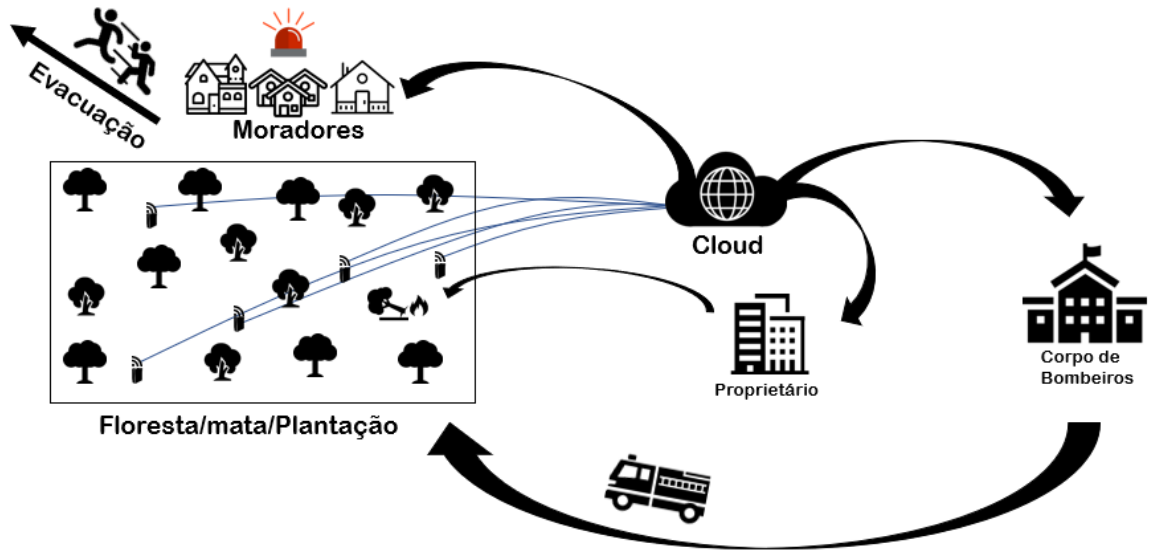 Evacuação
Moradores
Cloud
Corpo de
Bombeiros
Proprietário
Floresta/mata/Plantação